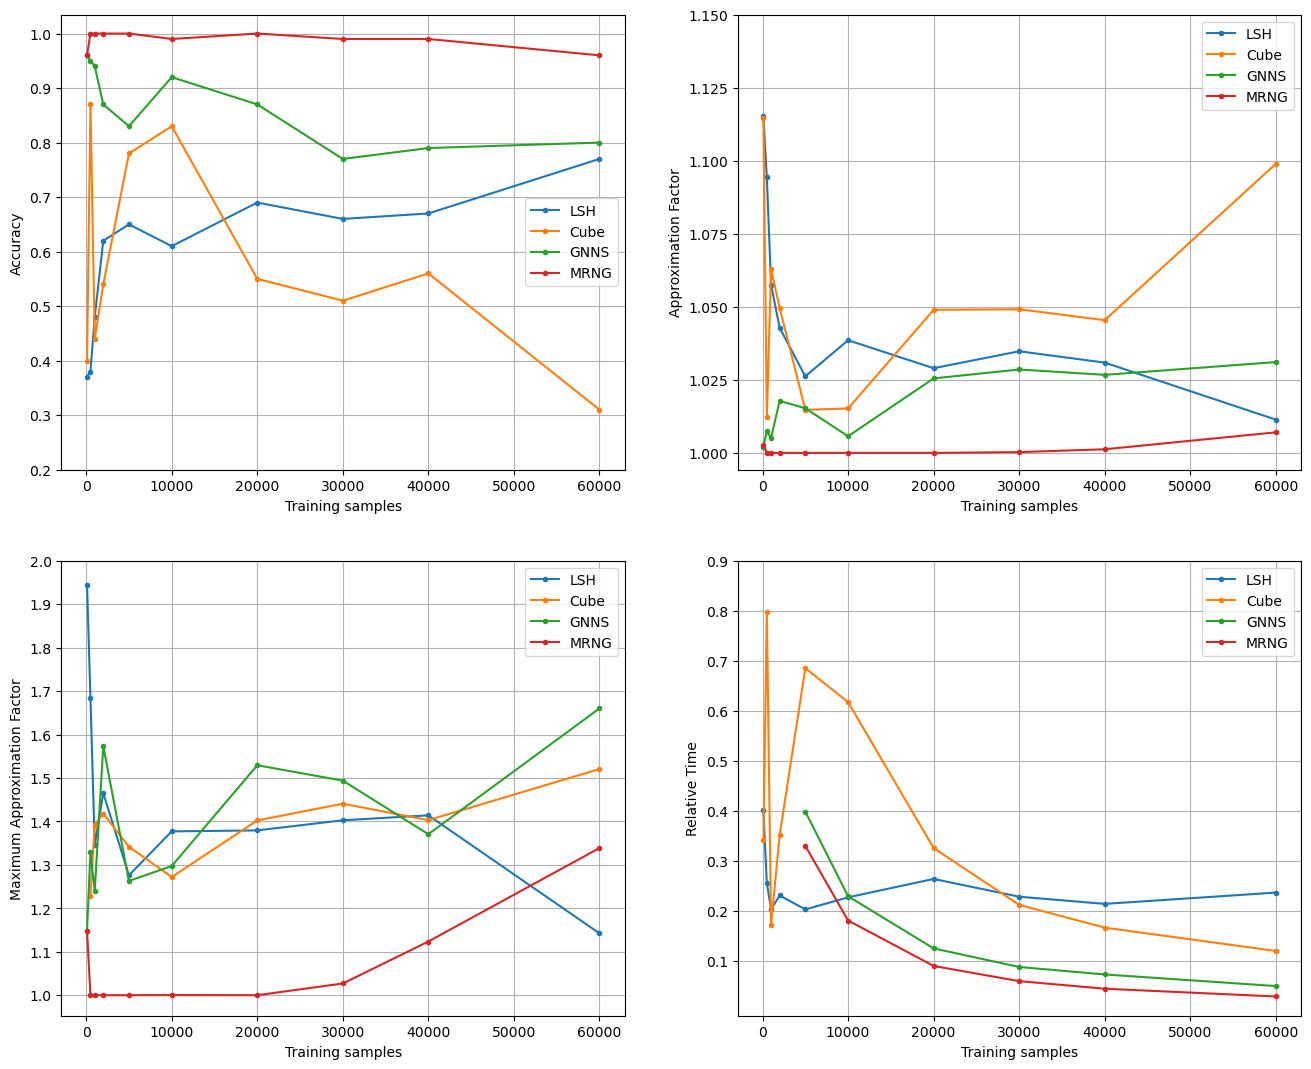 1.0
0.9
0.8
0.7
0.6
0.5
0.4
0.3
0.2
Accuracy
LSH
Cube
GNNS
MRNG
0 10000 20000 30000 40000 50000 60000
Training samples
1.150
1.125
1.100
1.075
1.050
1.025
1.000
Approximation Factor
LSH
Cube
GNNS
MRNG
0 10000 20000 30000 40000 50000 60000
Training samples
2.0
1.9
1.8
1.7
1.6
1.5
1.4
1.3
1.2
1.1
1.0
Maximum Approximation Factor
LSH
Cube
GNNS
MRNG
0 10000 20000 30000 40000 50000 60000
Training samples
0.9
0.8
0.7
0.6
0.5
0.4
0.3
0.2
0.1
Relative Time
LSH
Cube
GNNS
MRNG
0 10000 20000 30000 40000 50000 60000
Training samples